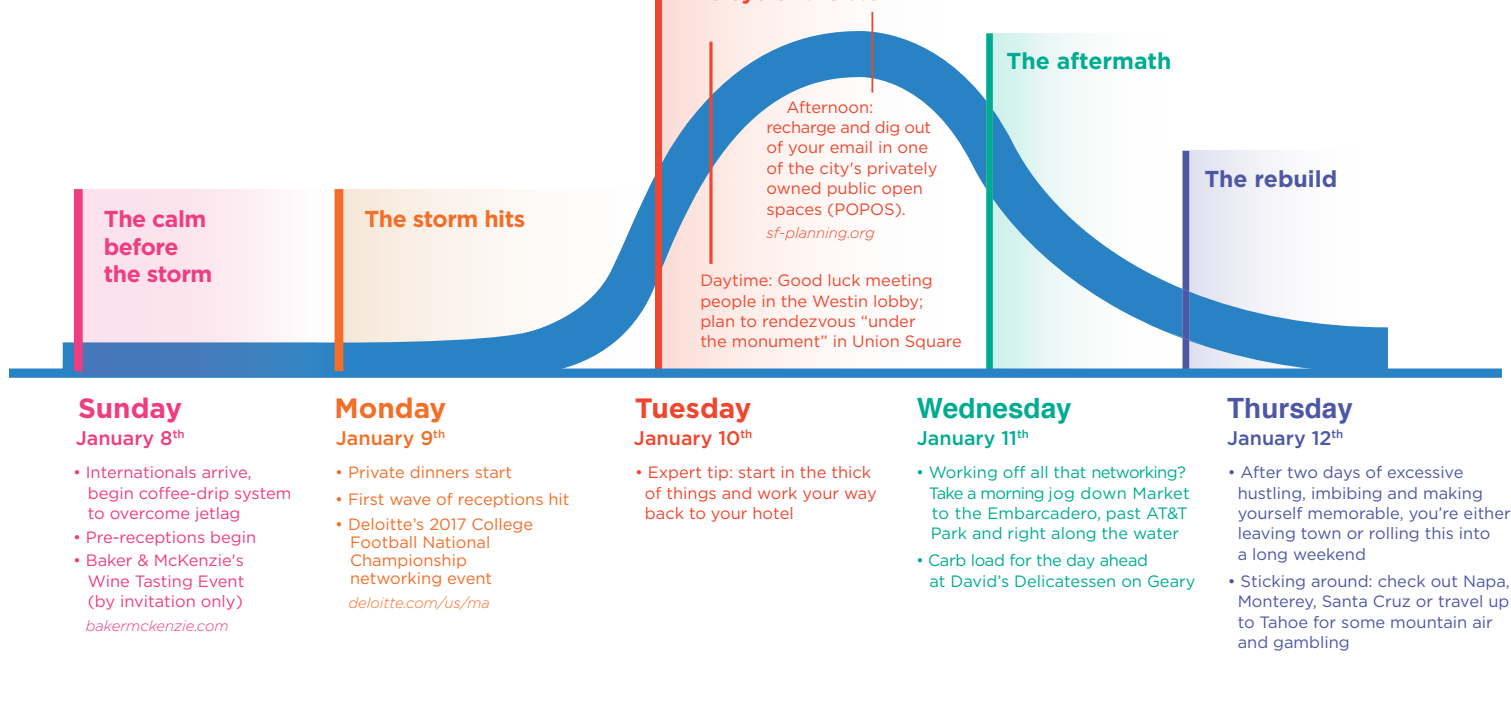 The calm
before
the storm
The storm hits
Afternoon:
recharge and dig out
of your email in one
of the city's privately
owned public open
spaces (POPOS).
sf-planning.org
Daytime: Good luck meeting
people in the Westin lobby;
plan to rendezvous “under
the monument” in Union Square
The aftermath
The rebuild
Sunday
January 8th
• Internationals arrive,
begin coffee-drip system
to overcome jetlag
• Pre-receptions begin
• Baker & McKenzie's
Wine Tasting Event
(by invitation only)
bakermckenzie.com
Monday
January 9th
• Private dinners start
• First wave of receptions hit
• Deloitte’s 2017 College
Football National
Championship
networking event
deloitte.com/us/ma
Tuesday
January 10th
• Expert tip: start in the thick
of things and work your way
back to your hotel
Wednesday
January 11th
• Working off all that networking?
Take a morning jog down Market
to the Embarcadero, past AT&T
Park and right along the water
• Carb load for the day ahead
at David’s Delicatessen on Geary
Thursday
January 12th
• After two days of excessive
hustling, imbibing and making
yourself memorable, you’re either
leaving town or rolling this into
a long weekend
• Sticking around: check out Napa,
Monterey, Santa Cruz or travel up
to Tahoe for some mountain air
and gambling